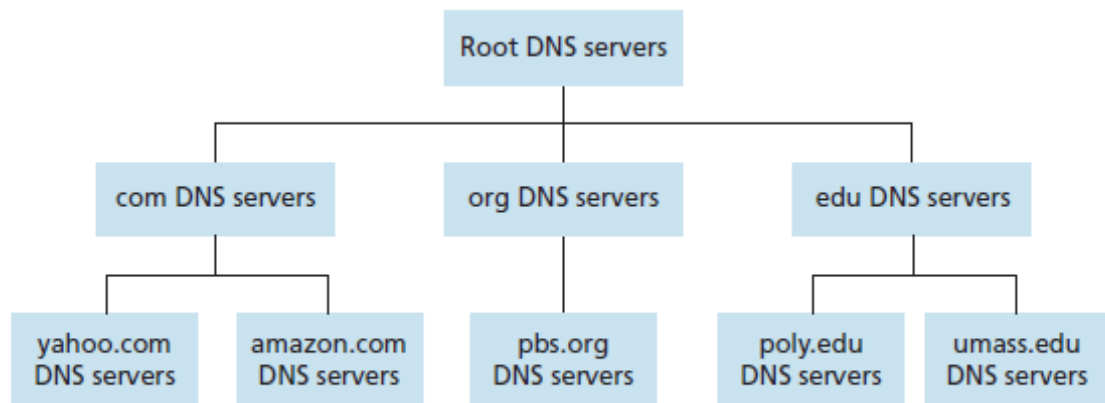 Root DNS servers
com DNS servers
org DNS servers
edu DNS servers
yahoo.com
DNS servers
amazon.com
DNS servers
pbs.org
DNS servers
poly.edu
DNS servers
umass.edu
DNS servers